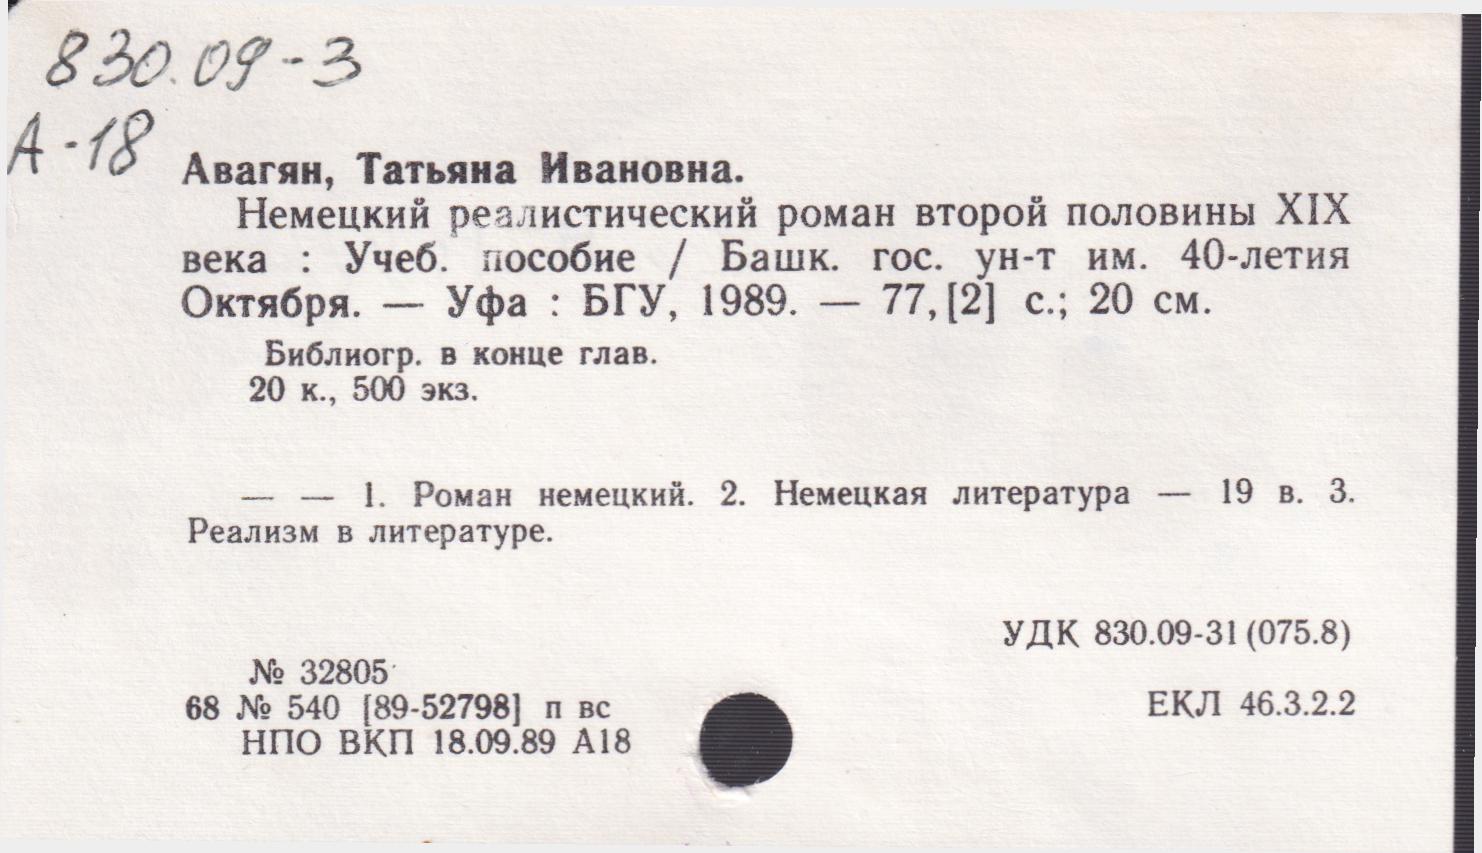 830.09-3
А-18
Авагян, Татьяна Ивановна.
Немецкий реалистический роман второй половины XIX
века : Учеб. пособие / Башк. гос. ун-т им. 40-летия
Октября. — Уфа : БГУ, 1989. — 77, [2] с.; 20 см.
Библиогр. в конце глав.
20 к., 500 экз.
— — 1. Роман немецкий. 2. Немецкая литература — 19 в. 3.
Реализм в литературе.
УДК 830.09-31 (075.8)
№ 32805
68 № 540 [89-52798] п вс
ЕКЛ 46.3.2.2
НПО ВКП 18.09.89 А18